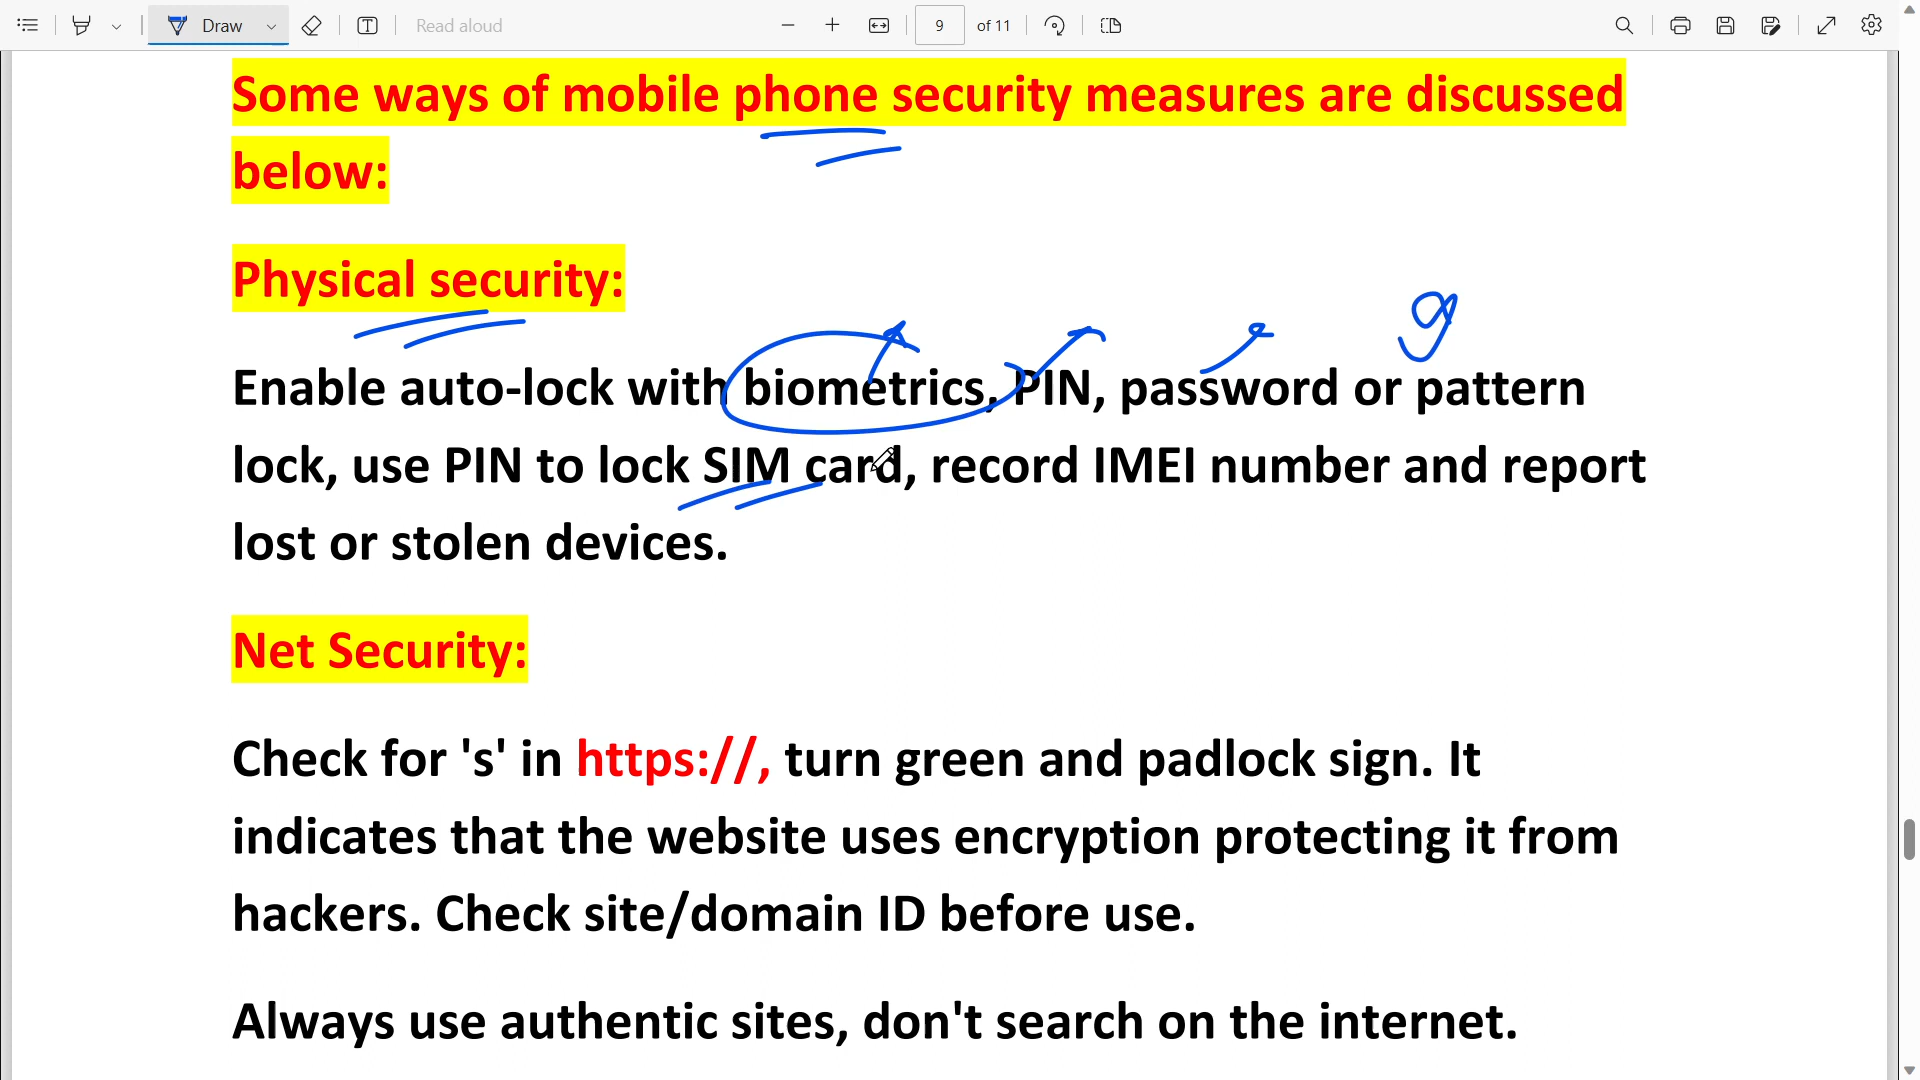 Draw
Read aloud
9 of 11
Some ways of mobile phone security measures are discussed
below:
Physical security:
Enable auto-lock with biometrics, PIN, password or pattern
lock, use PIN to lock SIM card, record IMEI number and report
lost or stolen devices.
Net Security:
Check for 's' in https://, turn green and padlock sign. It
indicates that the website uses encryption protecting it from
hackers. Check site/domain ID before use.
Always use authentic sites, don't search on the internet.